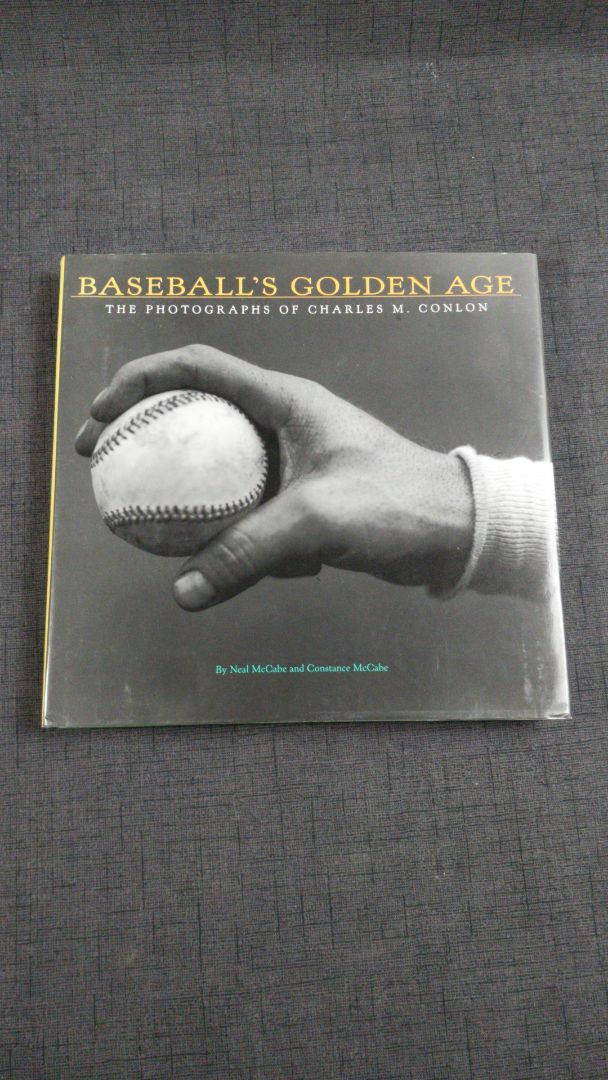 BASEBALL'S GOLDEN AGE
THE PHOTOGRAPHS OF CHARLES M. CONLON
By Neal McCabe and Constance McCabe